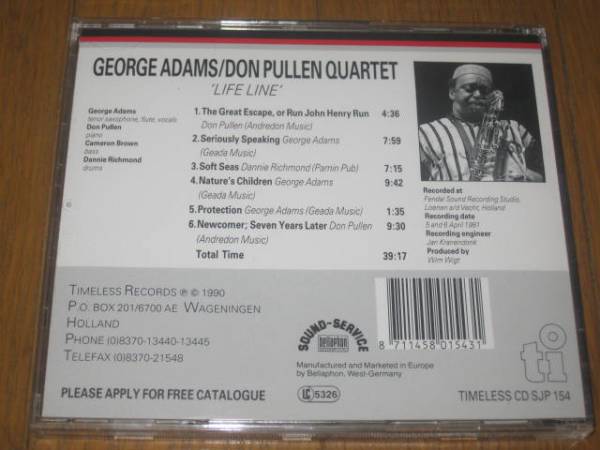 GEORGE ADAMS/DON PULLEN QUARTET
'LIFE LINE'
George Adams
tenor saxophone, flute, vocals
Don Pullen
piano
Cameron Brown
bass
Dannie Richmond
drums
1. The Great Escape, or Run John Henry Run 4:36
Don Pullen (Andredon Music)
2. Seriously Speaking George Adams 7:59
(Geada Music)
3. Soft Seas Dannie Richmond (Pamin Pub) 7:15
4. Nature's Children George Adams 9:42
(Geada Music)
5. Protection George Adams (Geada Music) 1:35
6. Newcomer; Seven Years Later Don Pullen 9:30
(Andredon Music)
Total Time 39:17
Recorded at
Fendal Sound Recording Studio,
Loenen a/d Vecht, Holland
Recording date
5 and 6 April 1981
Recording engineer
Jan Kranendonk
Produced by
Wim Wigt
TIMELESS RECORDS ℗ © 1990
P.O. BOX 201/6700 AE WAGENINGEN
HOLLAND
PHONE (0)8370-13440-13445
TELEFAX (0)8370-21548
PLEASE APPLY FOR FREE CATALOGUE
SOUND-SERVICE
Bellaphon
Manufactured and Marketed in Europe
by Bellaphon, West-Germany
LC 5326
8 711458 015431
ti
TIMELESS CD SJP 154